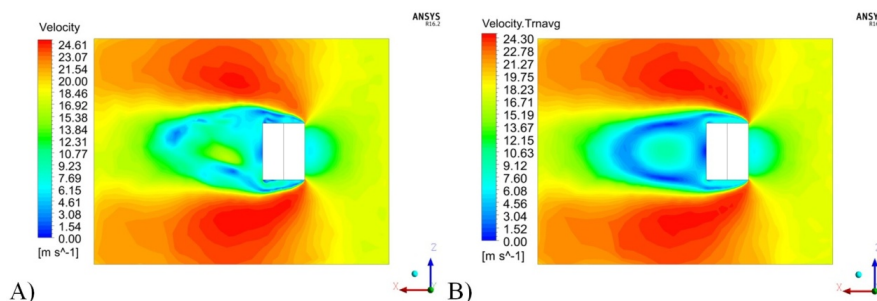 Velocity
24.61
23.07
21.54
20.00
18.46
16.92
15.38
13.84
12.31
10.77
9.23
7.69
6.15
4.61
3.08
1.54
0.00
[m s^-1]
ANSYS
R16.2
Z
X
A)
Velocity.Trnavg
24.30
22.78
21.27
19.75
18.23
16.71
15.19
13.67
12.15
10.63
9.12
7.60
6.08
4.56
3.04
1.52
0.00
[m s^-1]
ANSYS
Z
X
B)